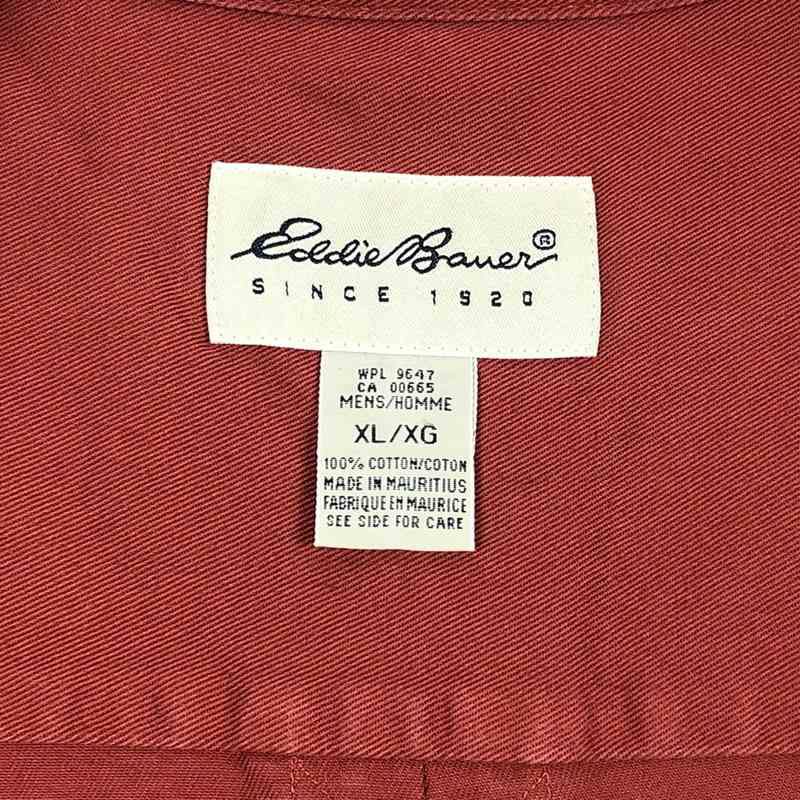 Eddie Bauer®
SINCE 1920
WPL 9647
CA 00665
MENS/HOMME
XL/XG
100% COTTON/COTON
MADE IN MAURITIUS
FABRIQUE EN MAURICE
SEE SIDE FOR CARE